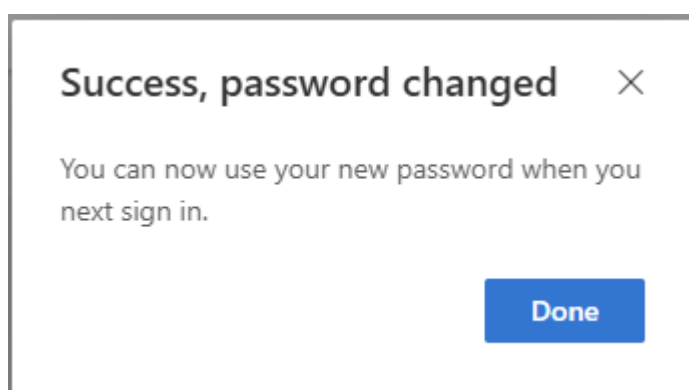 Success, password changed
You can now use your new password when you
next sign in.
Done